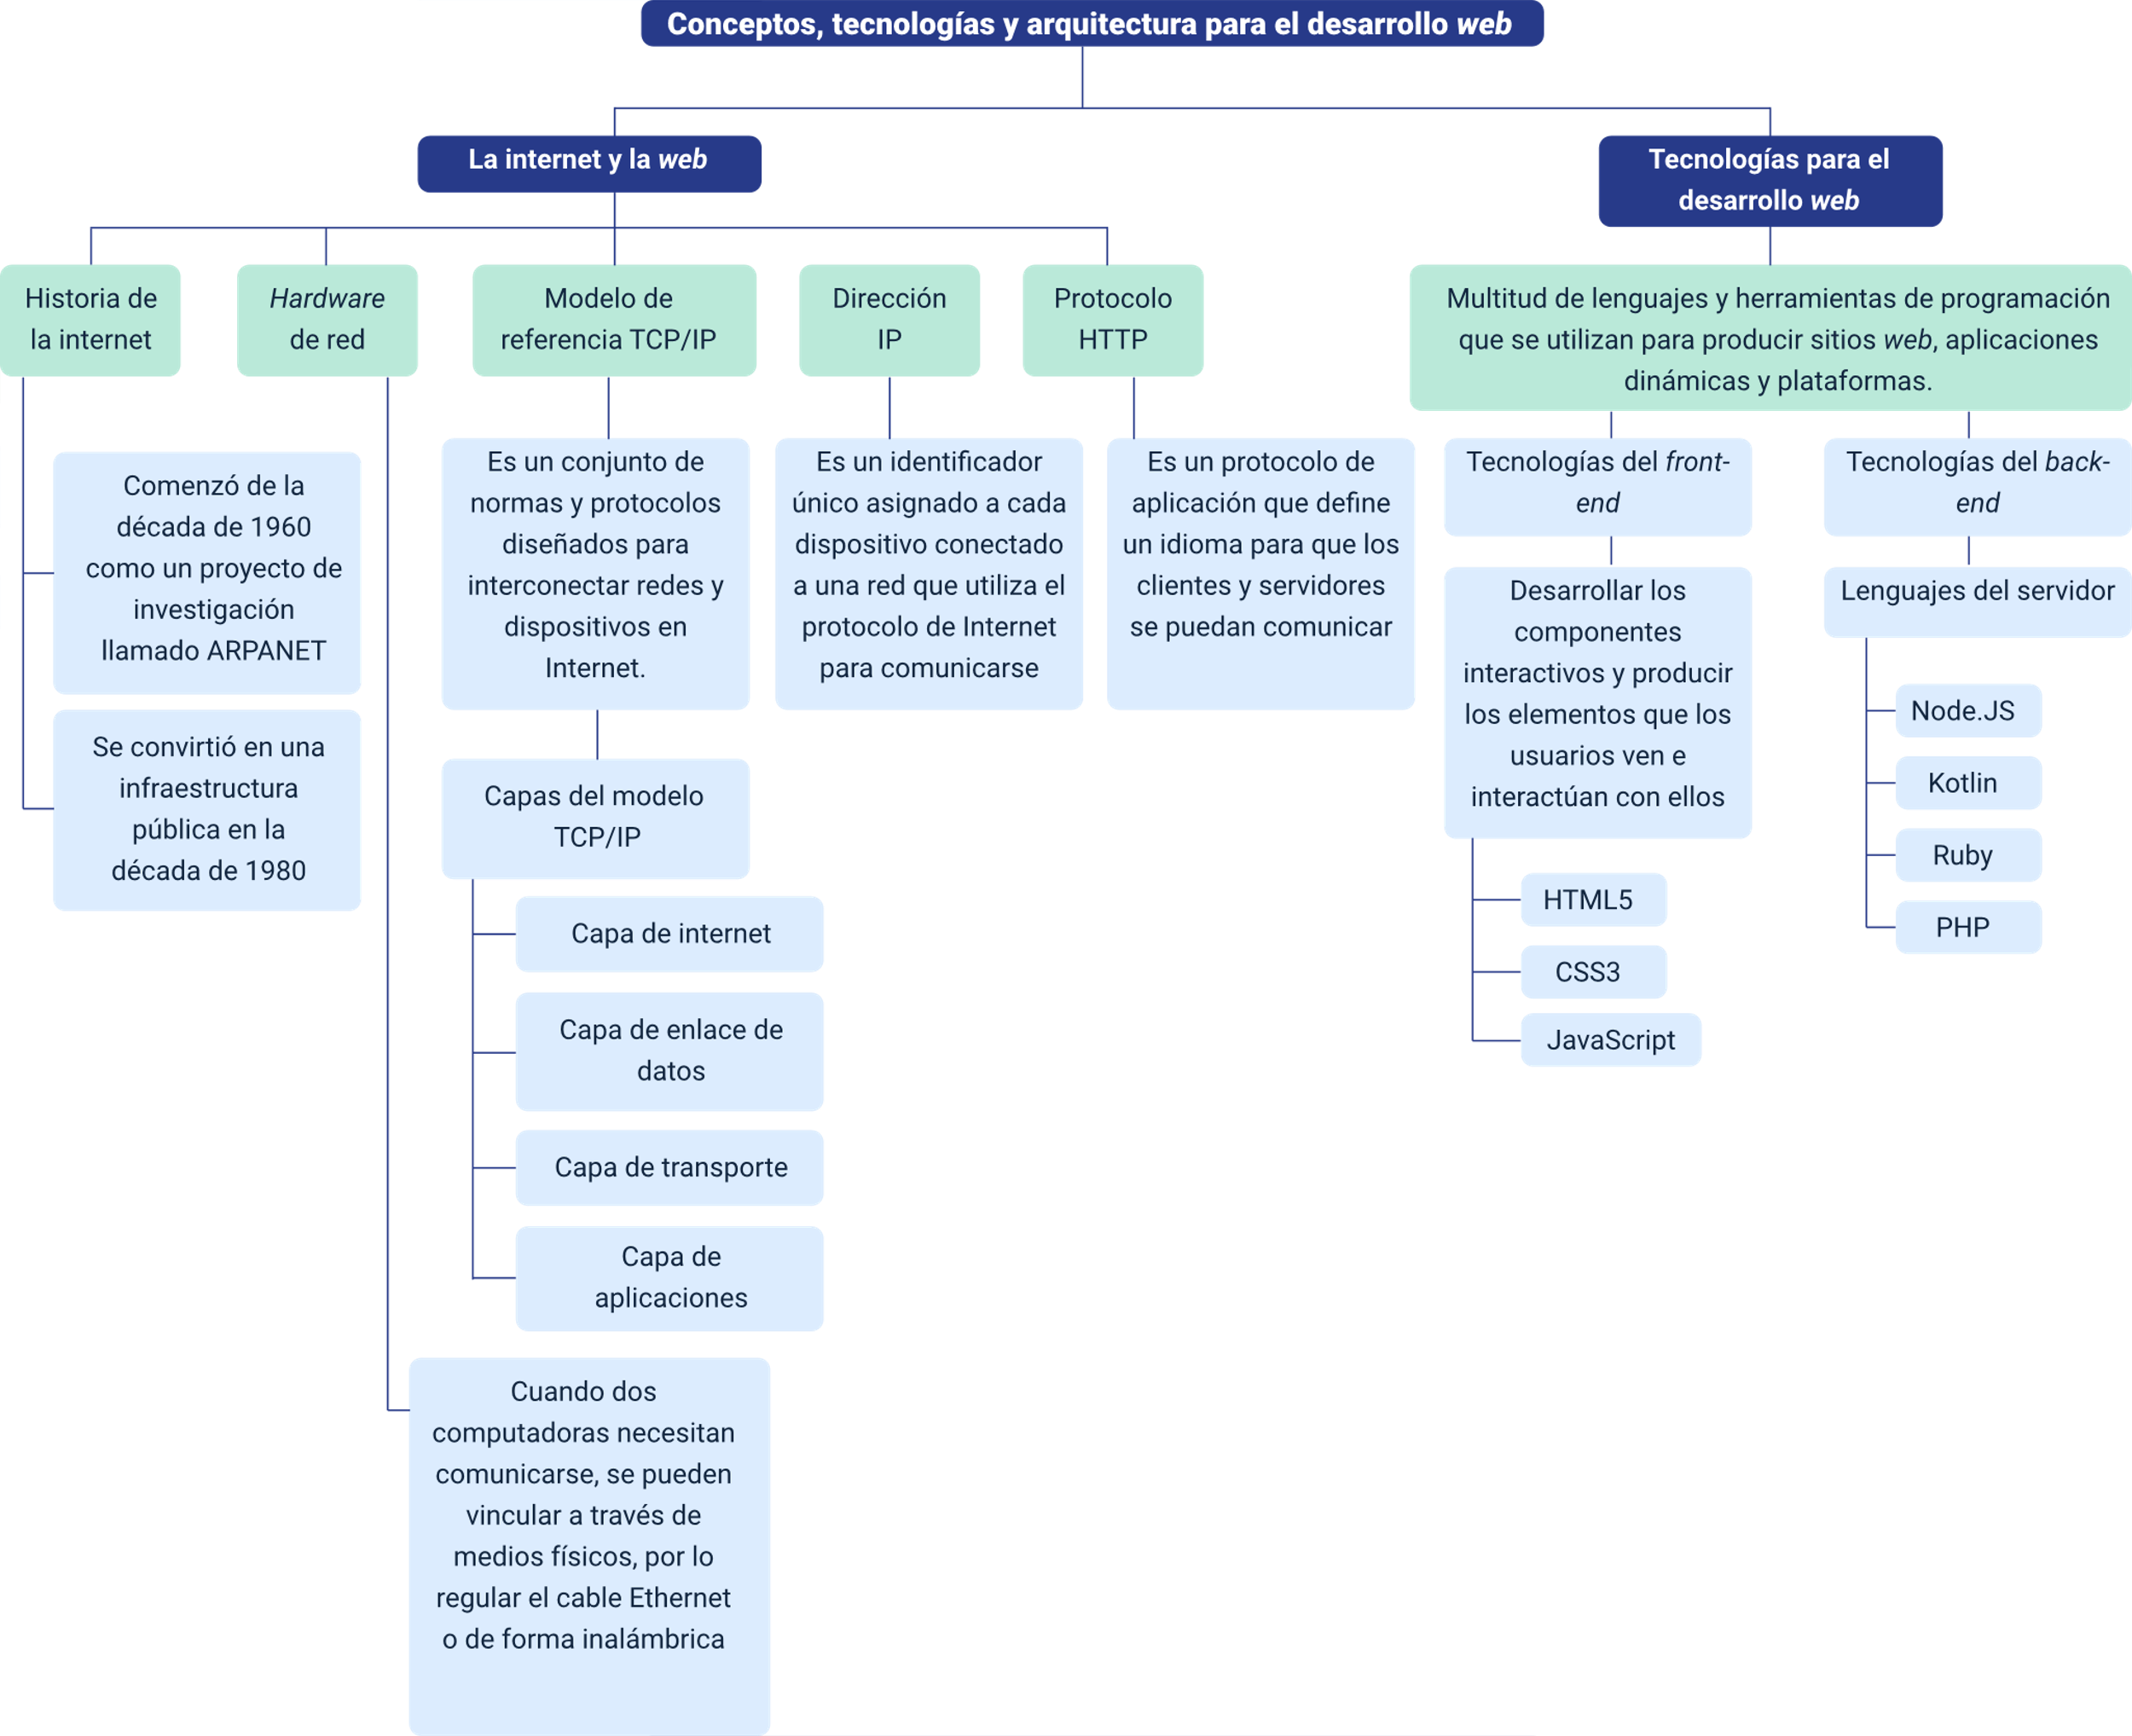 Conceptos, tecnologías y arquitectura para el desarrollo web
La internet y la web
Tecnologías para el
desarrollo web
Historia de
la internet
Hardware
de red
Modelo de
referencia TCP/IP
Dirección
IP
Protocolo
HTTP
Multitud de lenguajes y herramientas de programación
que se utilizan para producir sitios web, aplicaciones
dinámicas y plataformas.
Comenzó de la
década de 1960
como un proyecto de
investigación
llamado ARPANET
Se convirtió en una
infraestructura
pública en la
década de 1980
Es un conjunto de
normas y protocolos
diseñados para
interconectar redes y
dispositivos en
Internet.
Capas del modelo
TCP/IP
Capa de internet
Capa de enlace de
datos
Capa de transporte
Capa de
aplicaciones
Cuando dos
computadoras necesitan
comunicarse, se pueden
vincular a través de
medios físicos, por lo
regular el cable Ethernet
o de forma inalámbrica
Es un identificador
único asignado a cada
dispositivo conectado
a una red que utiliza el
protocolo de Internet
para comunicarse
Es un protocolo de
aplicación que define
un idioma para que los
clientes y servidores
se puedan comunicar
Tecnologías del front-
end
Desarrollar los
componentes
interactivos y producir
los elementos que los
usuarios ven e
interactúan con ellos
HTML5
CSS3
JavaScript
Tecnologías del back-
end
Lenguajes del servidor
Node.JS
Kotlin
Ruby
PHP